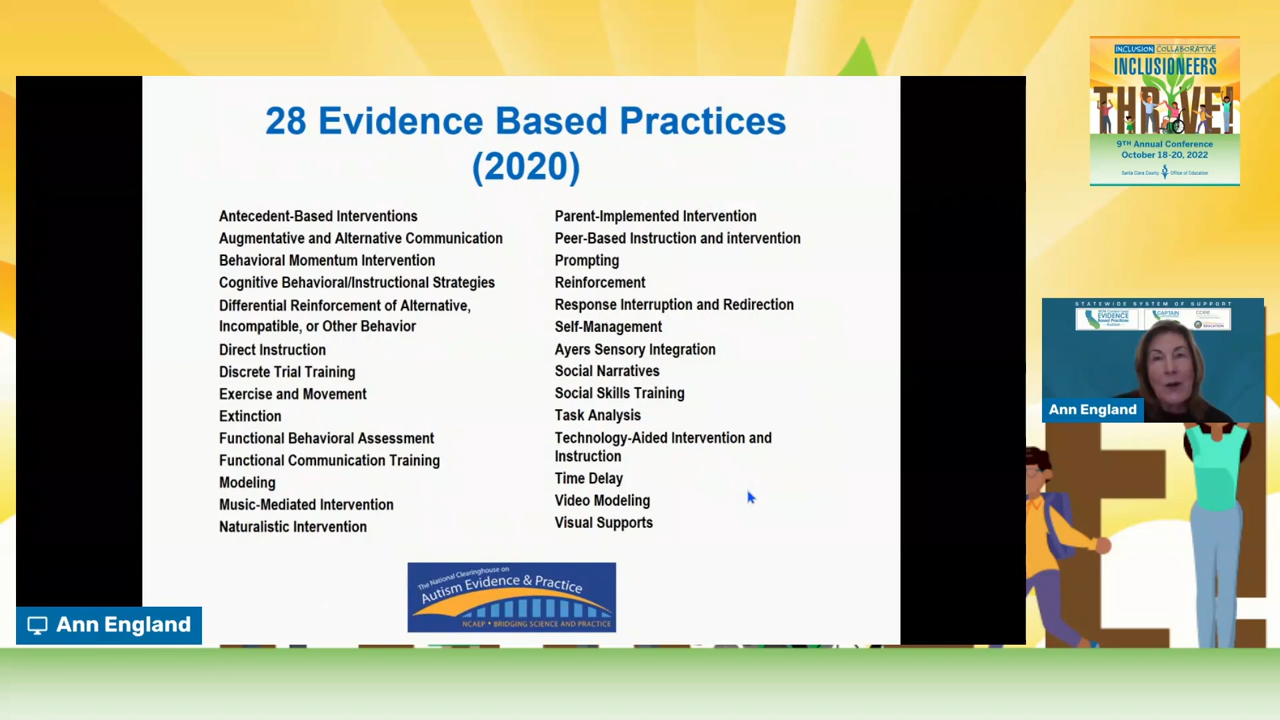 28 Evidence Based Practices
(2020)
Antecedent-Based Interventions
Augmentative and Alternative Communication
Behavioral Momentum Intervention
Cognitive Behavioral/Instructional Strategies
Differential Reinforcement of Alternative,
Incompatible, or Other Behavior
Direct Instruction
Discrete Trial Training
Exercise and Movement
Extinction
Functional Behavioral Assessment
Functional Communication Training
Modeling
Music-Mediated Intervention
Naturalistic Intervention
Parent-Implemented Intervention
Peer-Based Instruction and intervention
Prompting
Reinforcement
Response Interruption and Redirection
Self-Management
Ayers Sensory Integration
Social Narratives
Social Skills Training
Task Analysis
Technology-Aided Intervention and
Instruction
Time Delay
Video Modeling
Visual Supports
The National Clearinghouse on
Autism Evidence & Practice
NCAEP • BRIDGING SCIENCE AND PRACTICE
Ann England
INCLUSION COLLABORATIVE
INCLUSIONEERS
THRIVE!
9TH Annual Conference
October 18-20, 2022
Santa Clara County Office of Education
STATEWIDE SYSTEM OF SUPPORT
EVIDENCE
CAPTAIN
Ann England